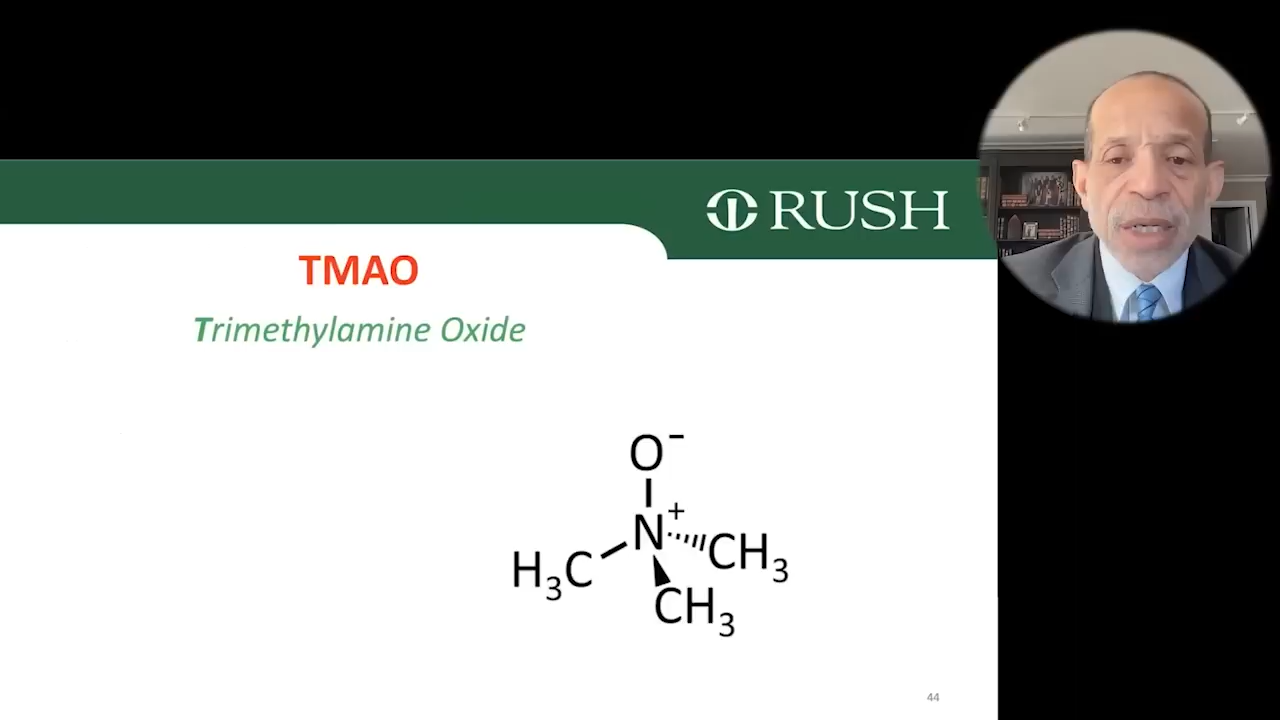 RUSH
TMAO
Trimethylamine Oxide
O⁻
N⁺
H₃C
CH₃
CH₃
44